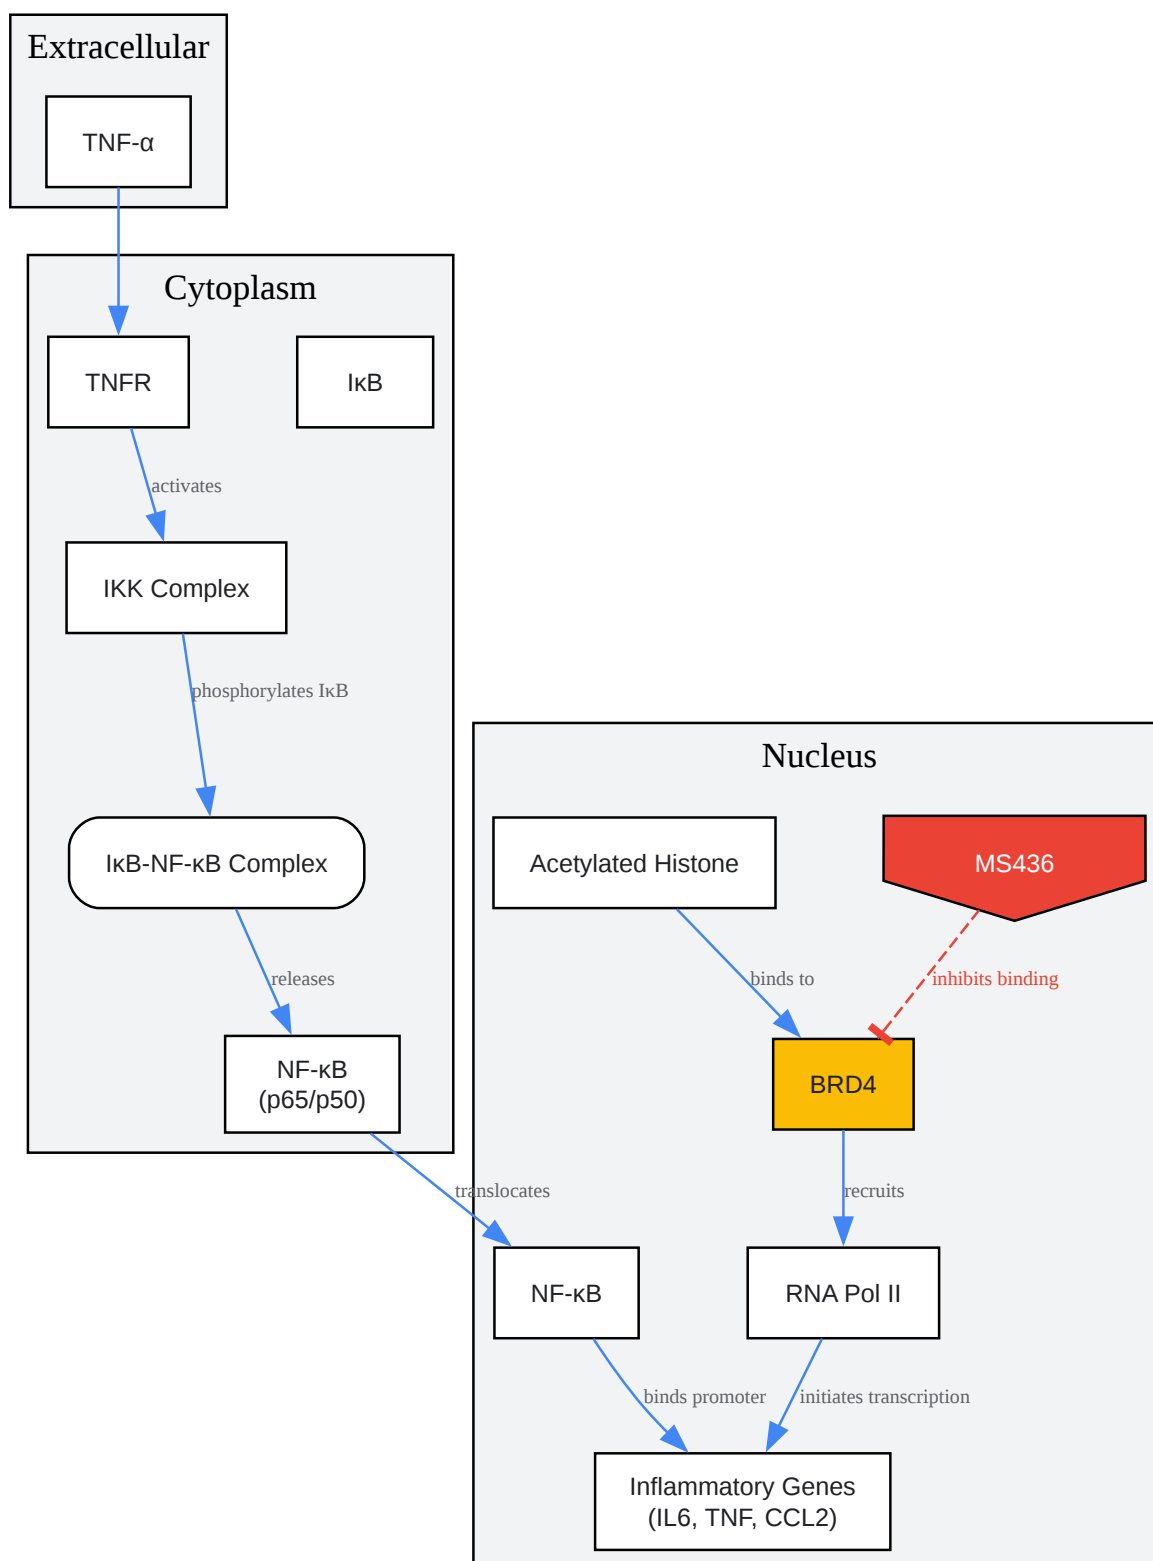 Extracellular
TNF-α
Cytoplasm
TNFR
IκB
activates
IKK Complex
phosphorylates IκB
IκB-NF-κB Complex
releases
NF-κB
(p65/p50)
translocates
Nucleus
Acetylated Histone
MS436
binds to
inhibits binding
BRD4
recruits
NF-κB
RNA Pol II
binds promoter
initiates transcription
Inflammatory Genes
(IL6, TNF, CCL2)